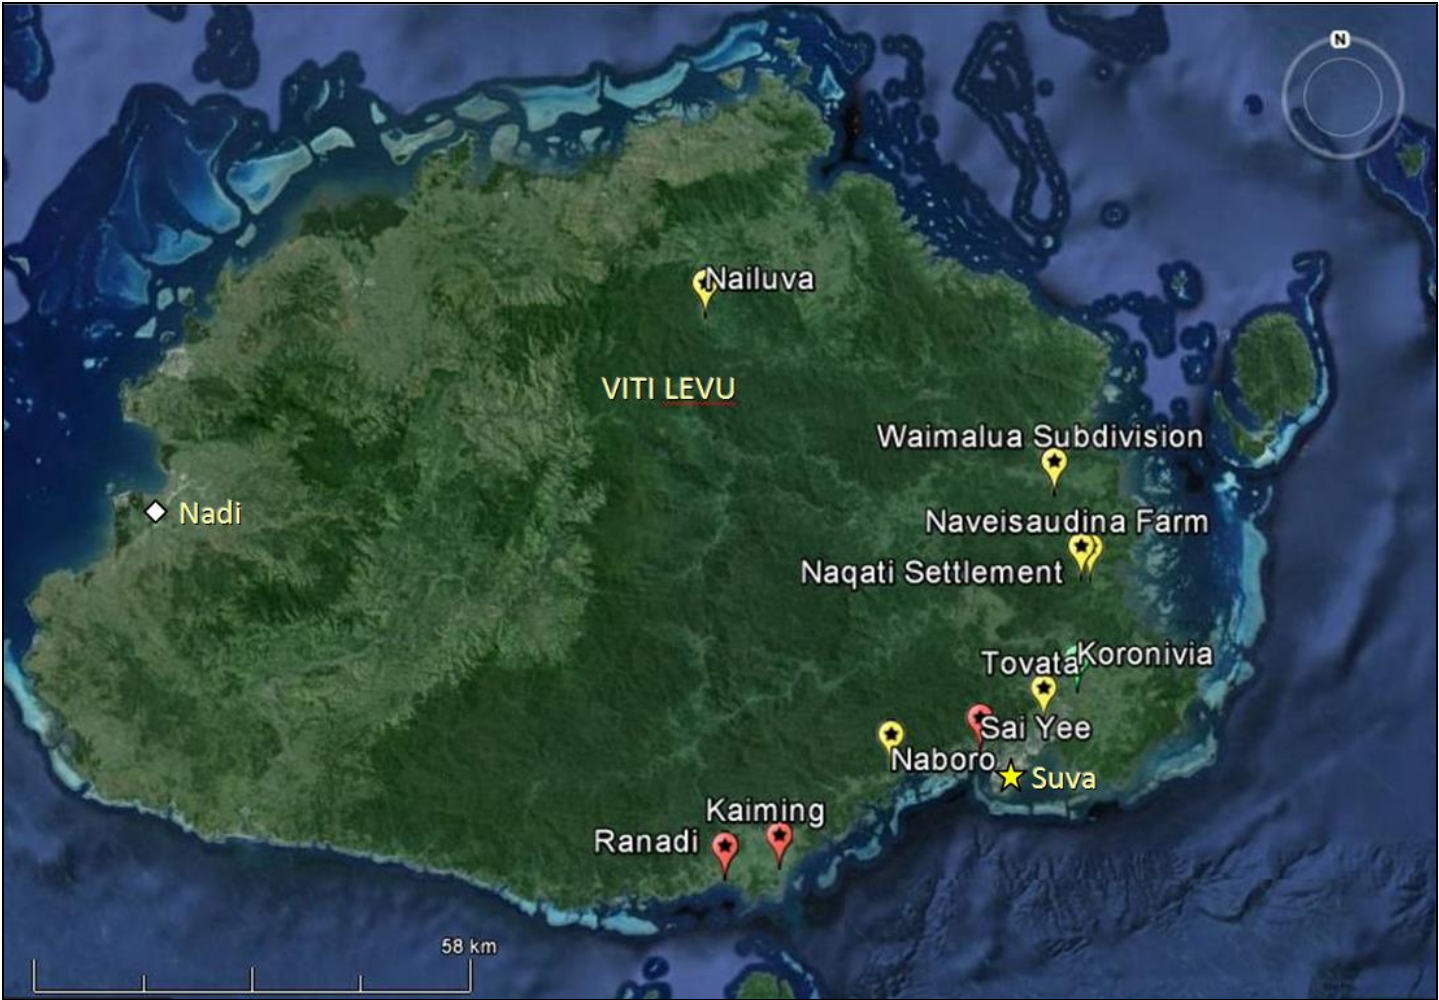 N
Nailuva
VITI LEVU
Waimalua Subdivision
Nadi
Naveisaudina Farm
Naqati Settlement
Koronivia
Tovata
Sai Yee
Naboro
Suva
Kaiming
Ranadi
58 km